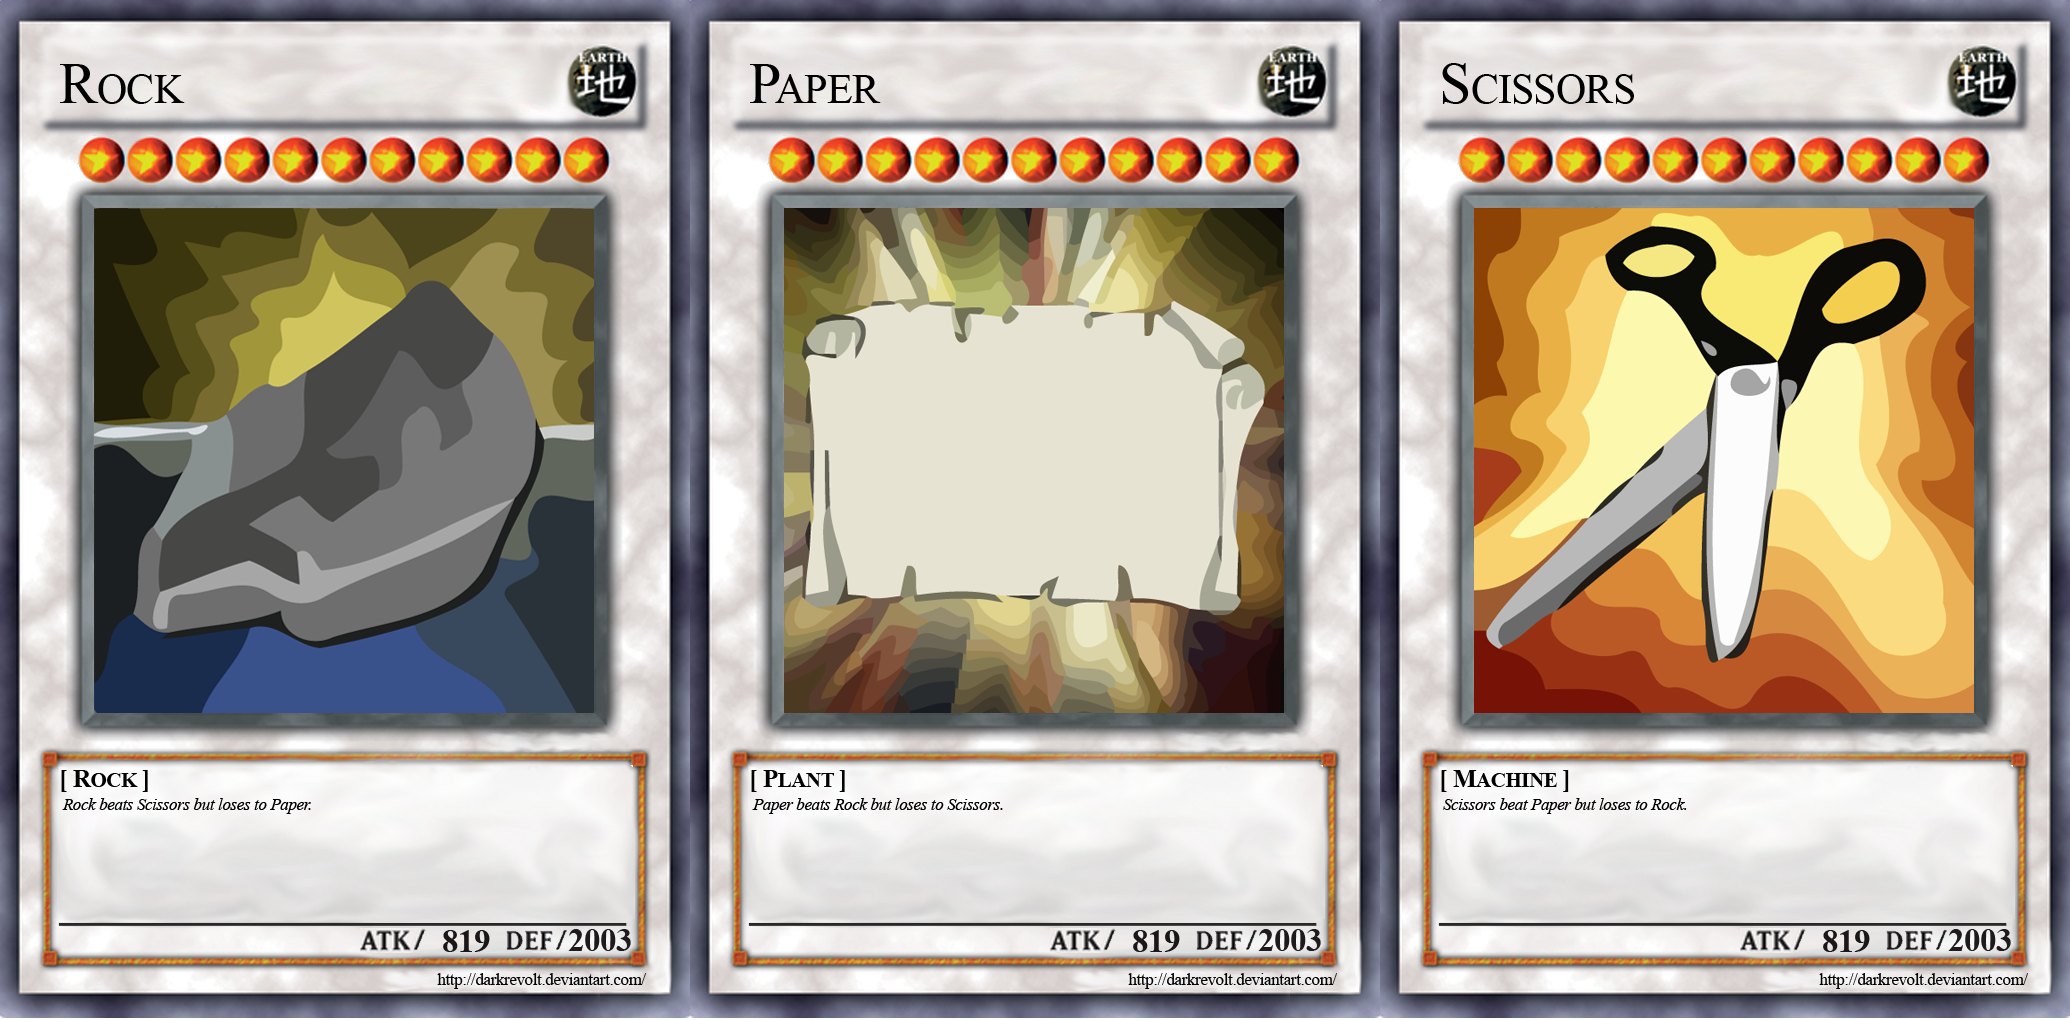 Rock
EARTH
地
[ Rock ]
Rock beats Scissors but loses to Paper.
ATK/ 819 DEF/2003
http://darkrevolt.deviantart.com/
Paper
EARTH
地
[ Plant ]
Paper beats Rock but loses to Scissors.
ATK/ 819 DEF/2003
http://darkrevolt.deviantart.com/
Scissors
EARTH
地
[ Machine ]
Scissors beat Paper but loses to Rock.
ATK/ 819 DEF/2003
http://darkrevolt.deviantart.com/